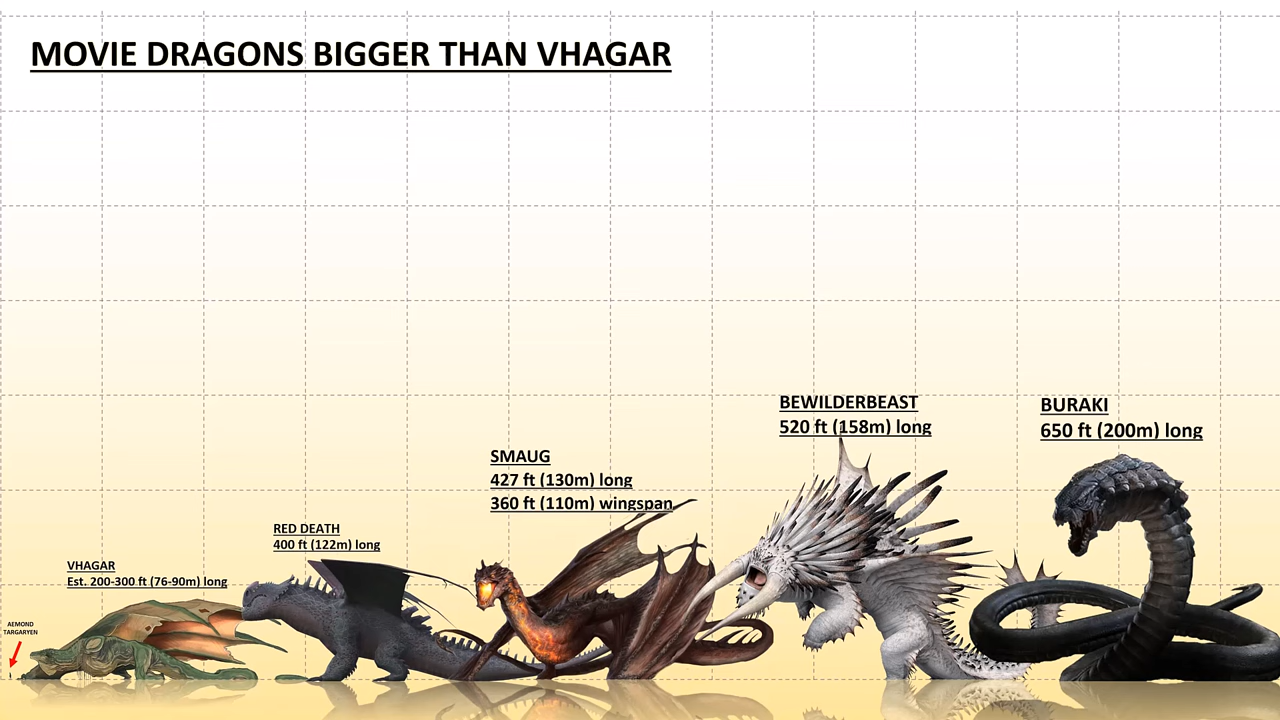 MOVIE DRAGONS BIGGER THAN VHAGAR
BEWILDERBEAST
520 ft (158m) long
BURAKI
650 ft (200m) long
SMAUG
427 ft (130m) long
360 ft (110m) wingspan
RED DEATH
400 ft (122m) long
VHAGAR
Est. 200-300 ft (76-90m) long
AEMOND
TARGARYEN